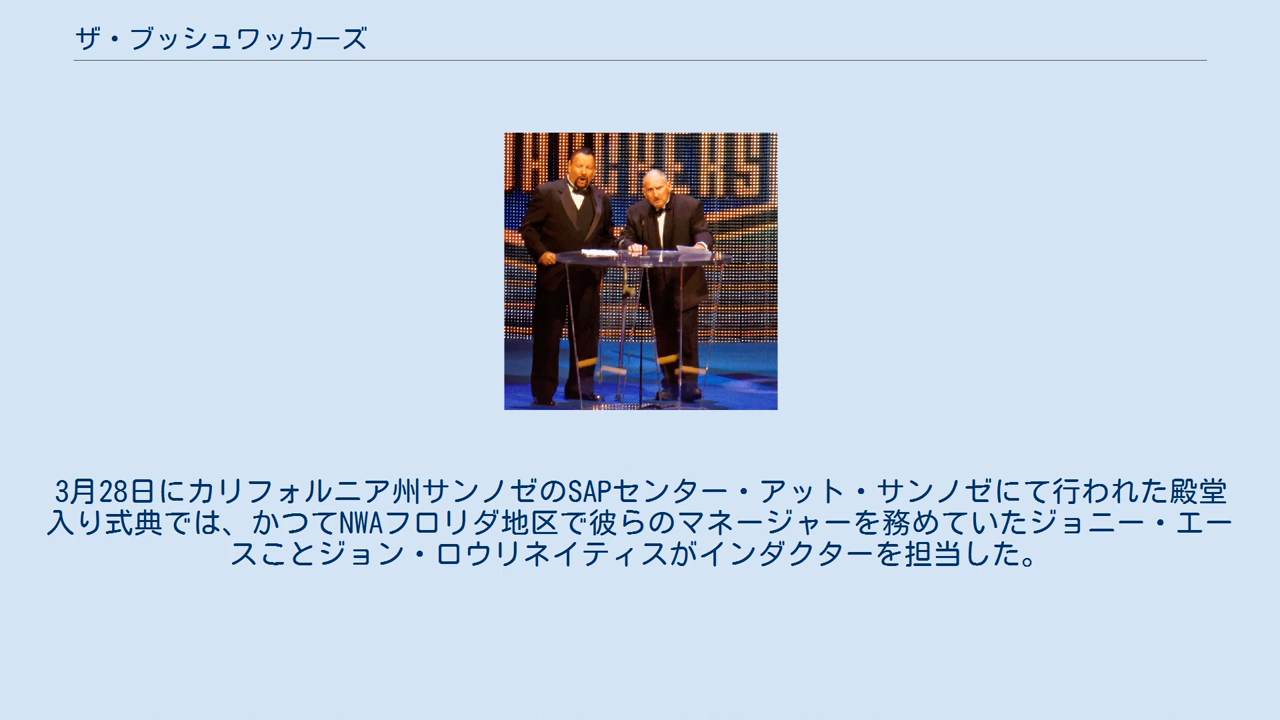 ザ・ブッシュワッカーズ
3月28日にカリフォルニア州サンノゼのSAPセンター・アット・サンノゼにて行われた殿堂
入り式典では、かつてNWAフロリダ地区で彼らのマネージャーを務めていたジョニー・エー
スことジョン・ロウリネイティスがインダクターを担当した。